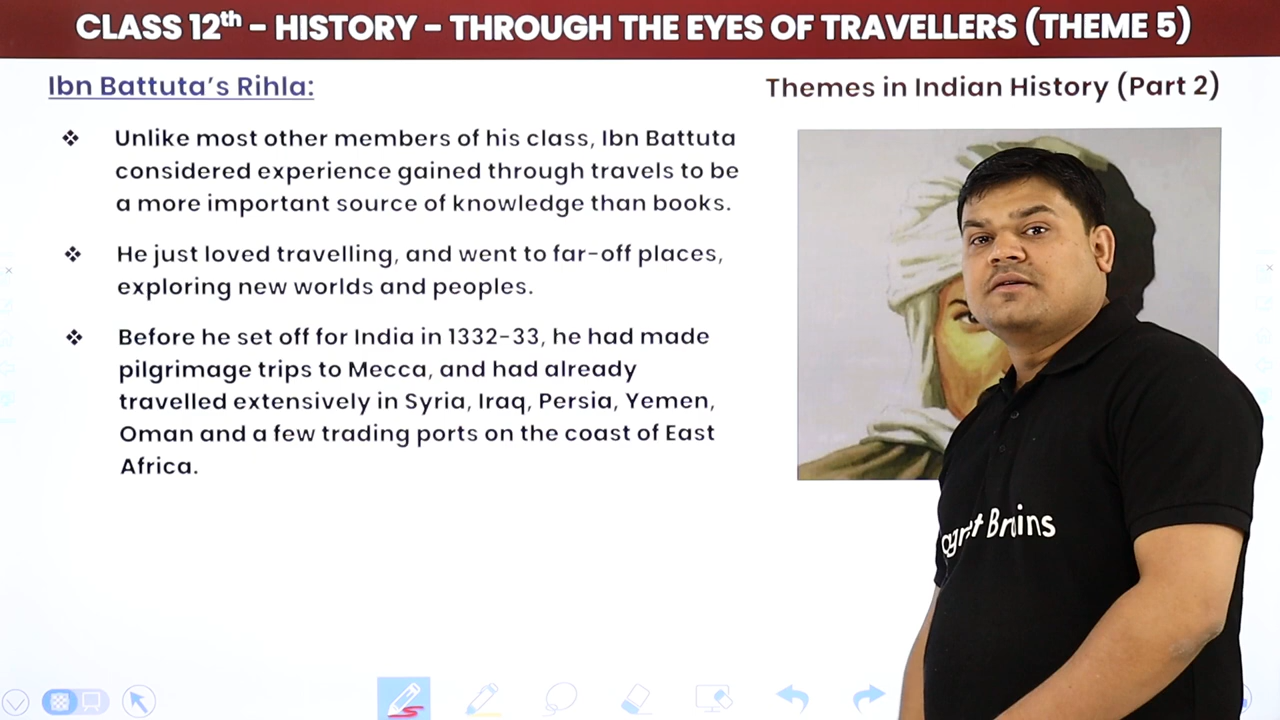 CLASS 12th - HISTORY - THROUGH THE EYES OF TRAVELLERS (THEME 5)
Ibn Battuta's Rihla:
Themes in Indian History (Part 2)
❖ Unlike most other members of his class, Ibn Battuta
considered experience gained through travels to be
a more important source of knowledge than books.
❖ He just loved travelling, and went to far-off places,
exploring new worlds and peoples.
❖ Before he set off for India in 1332-33, he had made
pilgrimage trips to Mecca, and had already
travelled extensively in Syria, Iraq, Persia, Yemen,
Oman and a few trading ports on the coast of East
Africa.
Brains